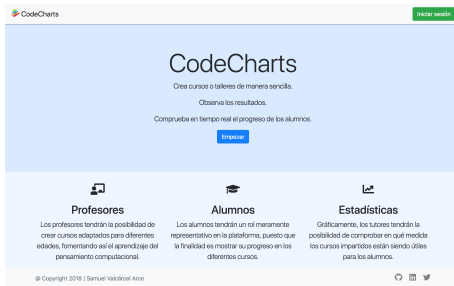 CodeCharts
Iniciar sesión
CodeCharts
Crea cursos o talleres de manera sencilla.
Observa los resultados.
Comprueba en tiempo real el progreso de los alumnos.
Empezar
Profesores
Los profesores tendrán la posibilidad de
crear cursos adaptados para diferentes
edades, fomentando así el aprendizaje del
pensamiento computacional.
Alumnos
Los alumnos tendrán un rol meramente
representativo en la plataforma, puesto que
la finalidad es mostrar su progreso en los
diferentes cursos.
Estadísticas
Gráficamente, los tutores tendrán la
posibilidad de comprobar en qué medida
los cursos impartidos están siendo útiles
para los alumnos.
@ Copyright 2018 | Samuel Valcárcel Arce